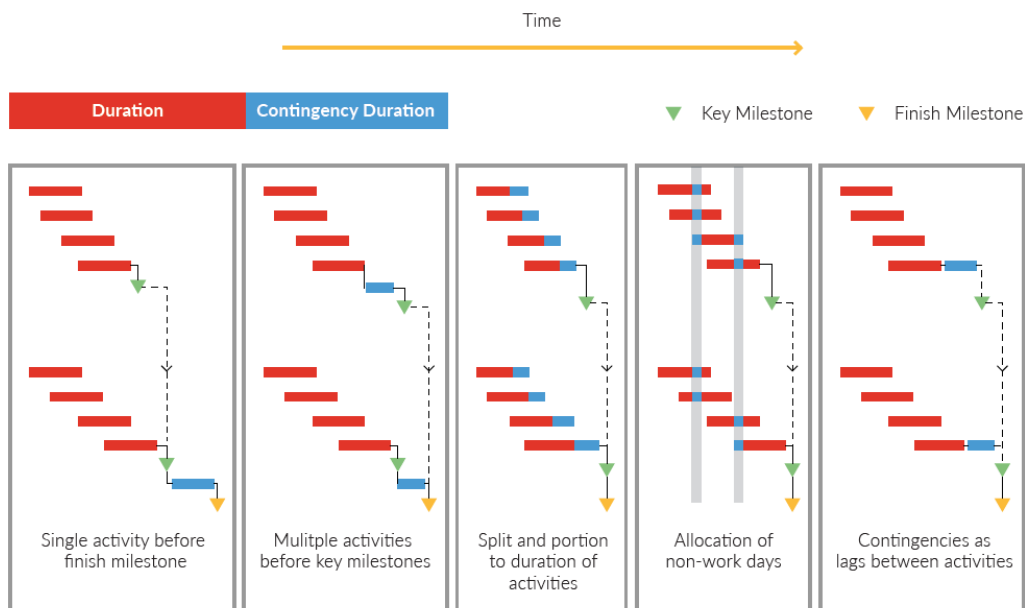 Time
Duration
Contingency Duration
Key Milestone
Finish Milestone
Single activity before
finish milestone
Mulitple activities
before key milestones
Split and portion
to duration of
activities
Allocation of
non-work days
Contingencies as
lags between activities